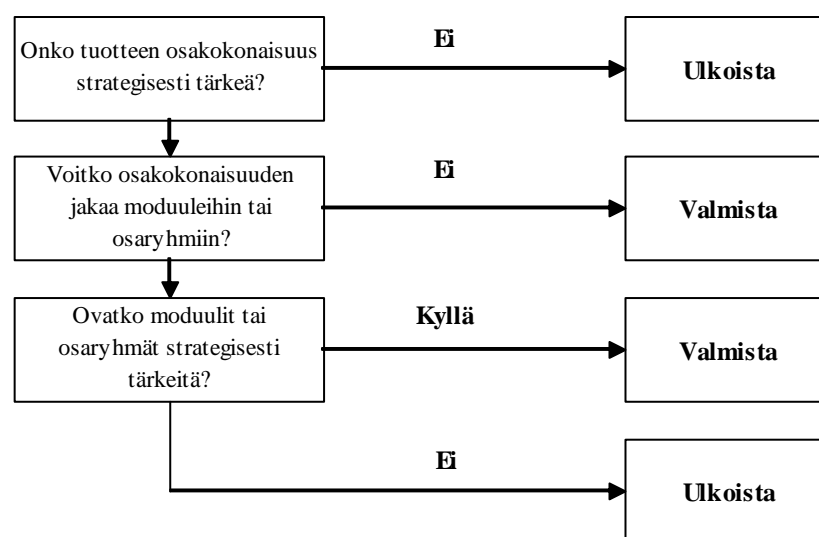 Onko tuotteen osakokonaisuus
strategisesti tärkeä?
Ei
Ulkoista
Voitko osakokonaisuuden
jakaa moduuleihin tai
osaryhmiin?
Ei
Valmista
Ovatko moduulit tai
osaryhmät strategisesti
tärkeitä?
Kyllä
Valmista
Ei
Ulkoista